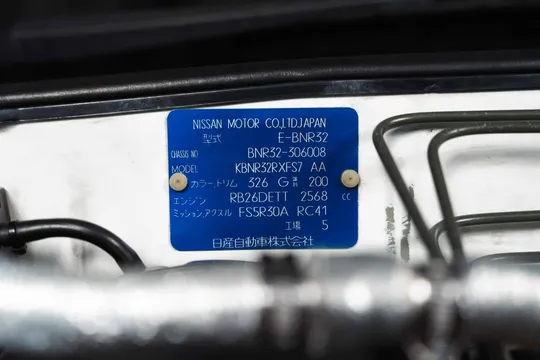 NISSAN MOTOR CO.,LTD.JAPAN
型式 E-BNR32
CHASSIS NO BNR32-306008
MODEL KBNR32RXFS7 AA
カラー,トリム 326 G 200
エンジン RB26DETT 2568 CC
ミッション,アクスル FS5R30A RC41
工場 5
日産自動車株式会社